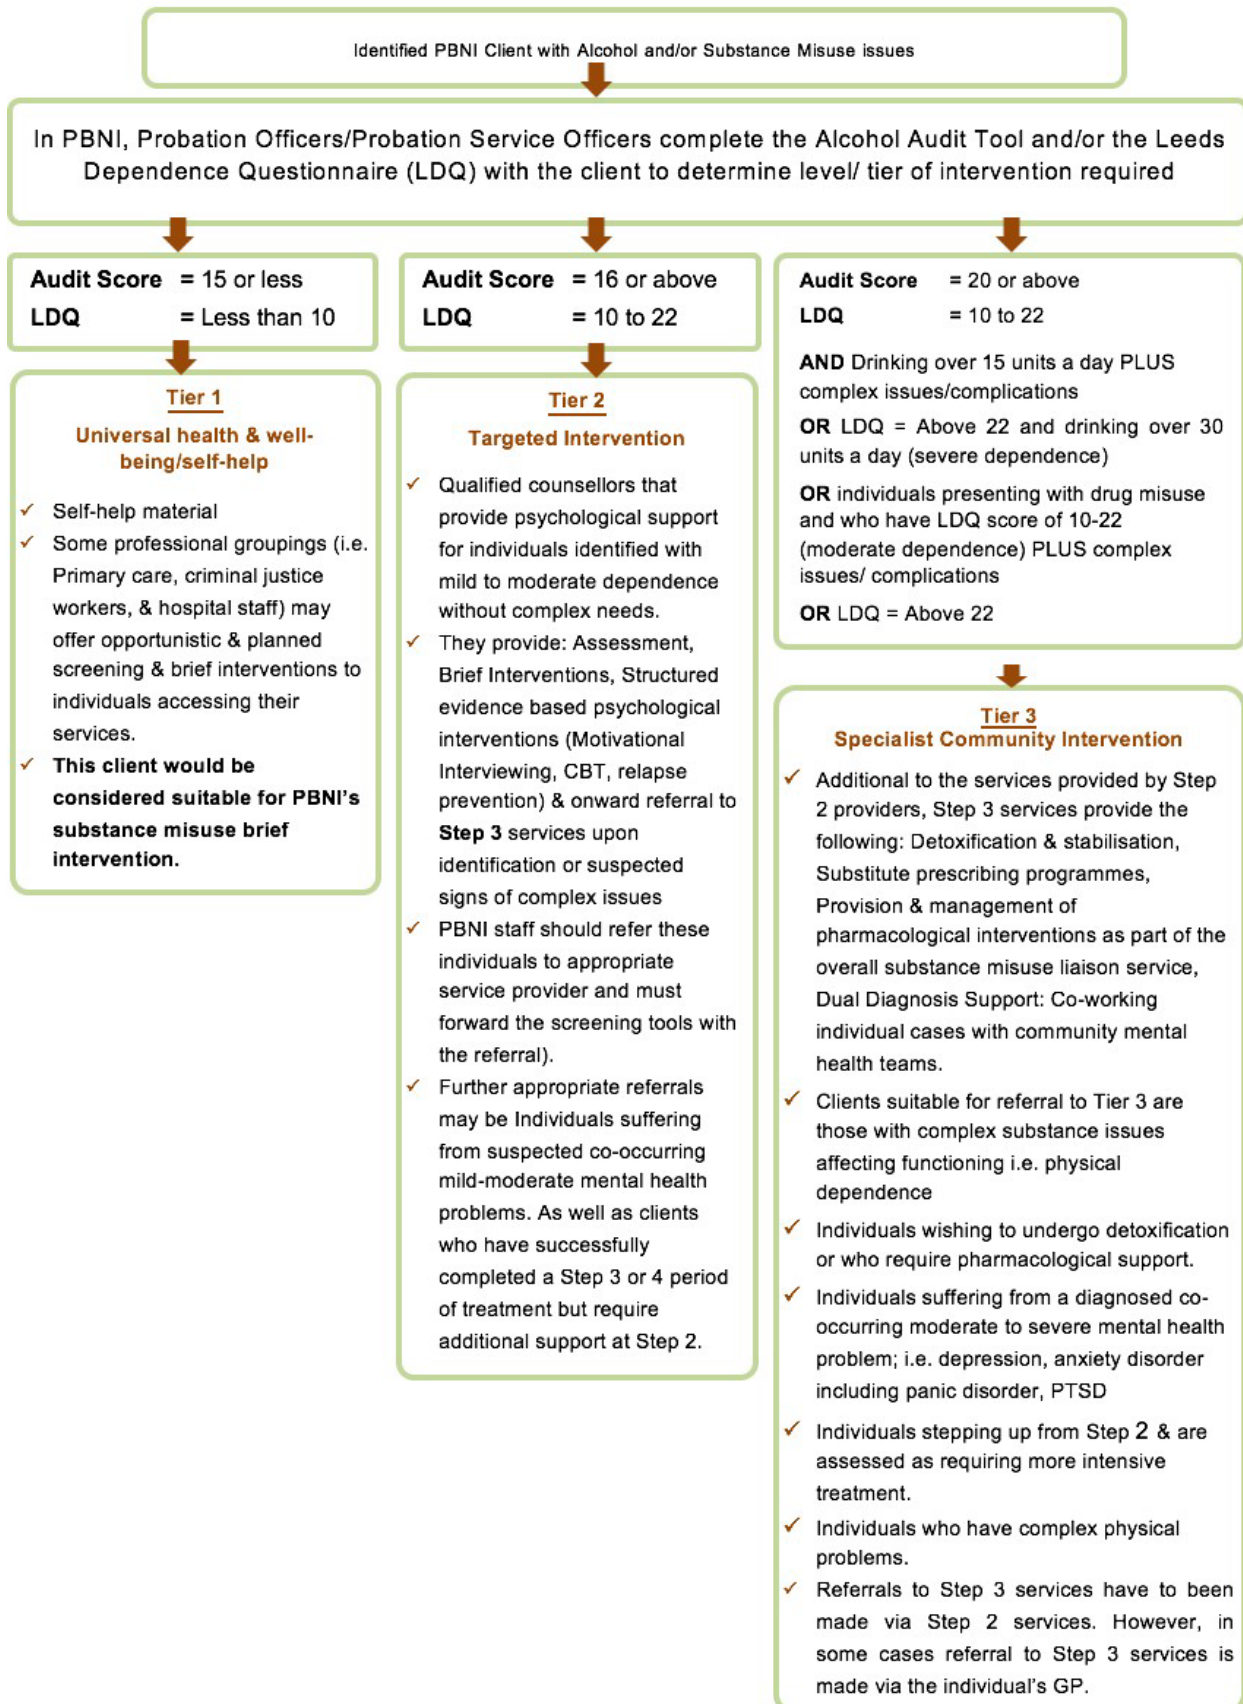 Identified PBNI Client with Alcohol and/or Substance Misuse issues
In PBNI, Probation Officers/Probation Service Officers complete the Alcohol Audit Tool and/or the Leeds
Dependence Questionnaire (LDQ) with the client to determine level/ tier of intervention required
Audit Score = 15 or less
LDQ = Less than 10
Tier 1
Universal health & well-
being/self-help
✓ Self-help material
✓ Some professional groupings (i.e.
Primary care, criminal justice
workers, & hospital staff) may
offer opportunistic & planned
screening & brief interventions to
individuals accessing their
services.
✓ This client would be
considered suitable for PBNI's
substance misuse brief
intervention.
Audit Score = 16 or above
LDQ = 10 to 22
Tier 2
Targeted Intervention
✓ Qualified counsellors that
provide psychological support
for individuals identified with
mild to moderate dependence
without complex needs.
✓ They provide: Assessment,
Brief Interventions, Structured
evidence based psychological
interventions (Motivational
Interviewing, CBT, relapse
prevention) & onward referral to
Step 3 services upon
identification or suspected
signs of complex issues
✓ PBNI staff should refer these
individuals to appropriate
service provider and must
forward the screening tools with
the referral).
✓ Further appropriate referrals
may be Individuals suffering
from suspected co-occurring
mild-moderate mental health
problems. As well as clients
who have successfully
completed a Step 3 or 4 period
of treatment but require
additional support at Step 2.
Audit Score = 20 or above
LDQ = 10 to 22
AND Drinking over 15 units a day PLUS
complex issues/complications
OR LDQ = Above 22 and drinking over 30
units a day (severe dependence)
OR individuals presenting with drug misuse
and who have LDQ score of 10-22
(moderate dependence) PLUS complex
issues/ complications
OR LDQ = Above 22
Tier 3
Specialist Community Intervention
✓ Additional to the services provided by Step
2 providers, Step 3 services provide the
following: Detoxification & stabilisation,
Substitute prescribing programmes,
Provision & management of
pharmacological interventions as part of the
overall substance misuse liaison service,
Dual Diagnosis Support: Co-working
individual cases with community mental
health teams.
✓ Clients suitable for referral to Tier 3 are
those with complex substance issues
affecting functioning i.e. physical
dependence
✓ Individuals wishing to undergo detoxification
or who require pharmacological support.
✓ Individuals suffering from a diagnosed co-
occurring moderate to severe mental health
problem; i.e. depression, anxiety disorder
including panic disorder, PTSD
✓ Individuals stepping up from Step 2 & are
assessed as requiring more intensive
treatment.
✓ Individuals who have complex physical
problems.
✓ Referrals to Step 3 services have to been
made via Step 2 services. However, in
some cases referral to Step 3 services is
made via the individual's GP.